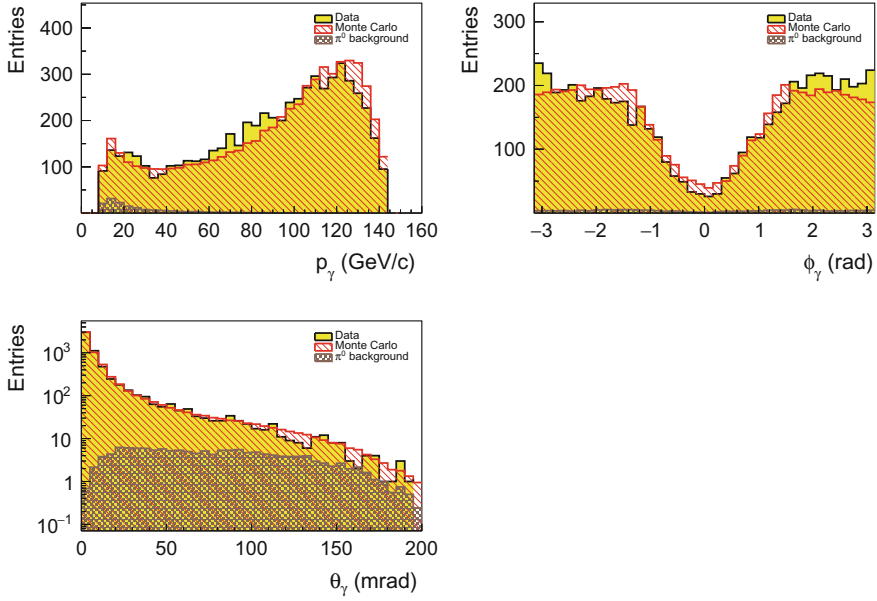 Entries
400
300
200
100
0 20 40 60 80 100 120 140 160
p_γ (GeV/c)
Data
Monte Carlo
π⁰ background
Entries
300
200
100
−3 −2 −1 0 1 2 3
ϕ_γ (rad)
Data
Monte Carlo
π⁰ background
Entries
10³
10²
10
1
10⁻¹
0 50 100 150 200
θ_γ (mrad)
Data
Monte Carlo
π⁰ background